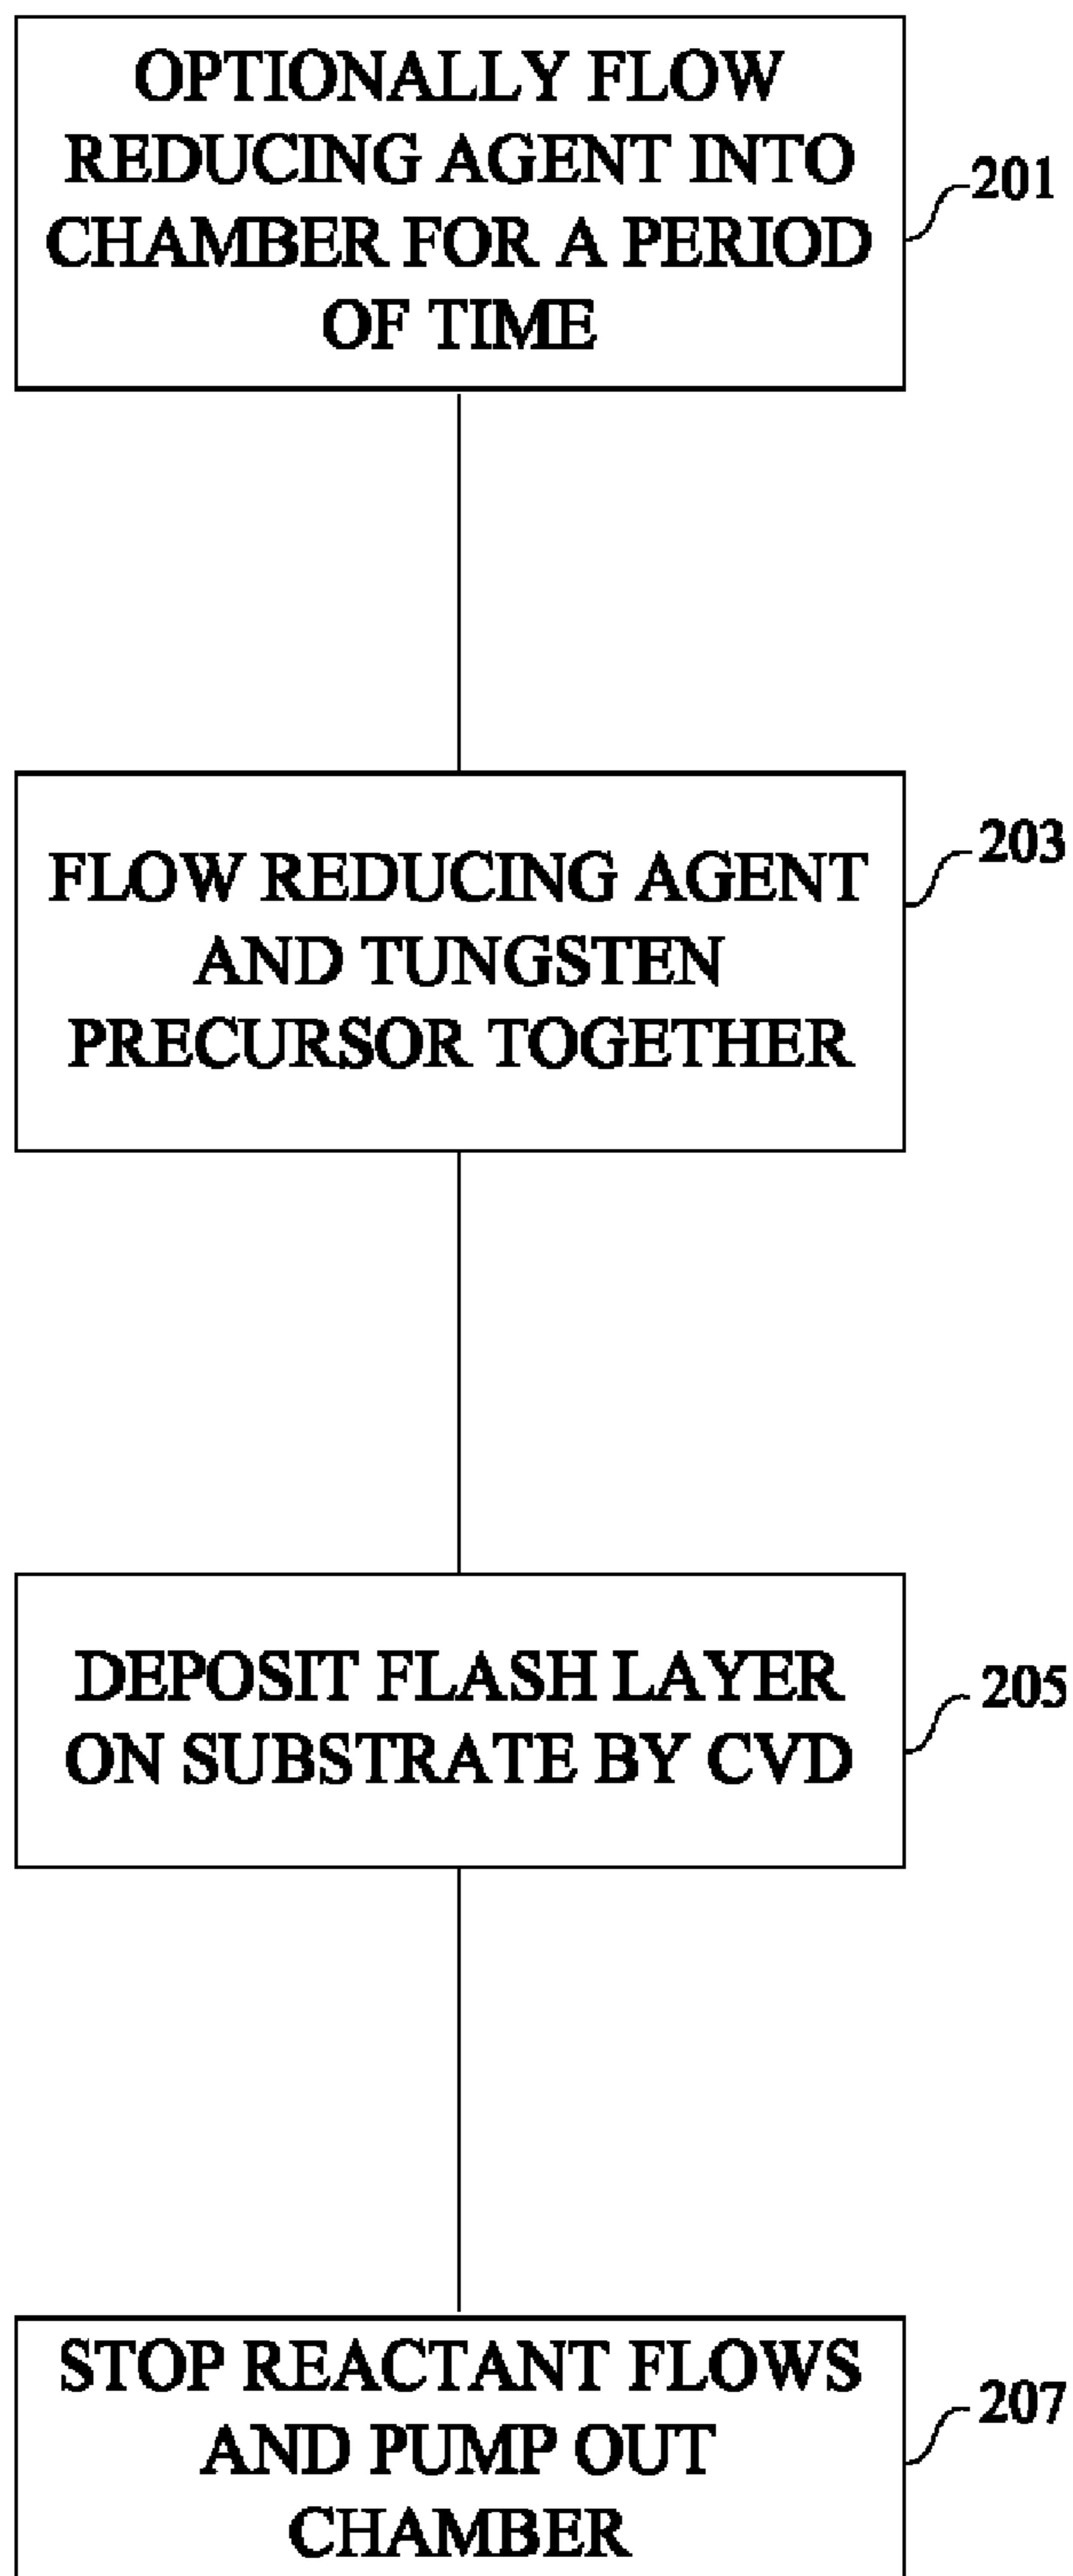 OPTIONALLY FLOW
REDUCING AGENT INTO
CHAMBER FOR A PERIOD
OF TIME
201
FLOW REDUCING AGENT
AND TUNGSTEN
PRECURSOR TOGETHER
203
DEPOSIT FLASH LAYER
ON SUBSTRATE BY CVD
205
STOP REACTANT FLOWS
AND PUMP OUT
CHAMBER
207